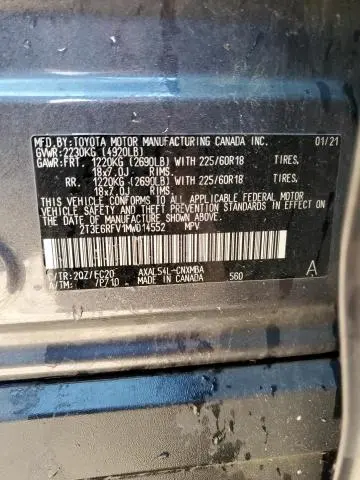 MFD.BY:TOYOTA MOTOR MANUFACTURING CANADA INC. 01/21
GVWR:2230KG (4920LB)
GAWR:FRT. 1220KG (2690LB) WITH 225/60R18 TIRES,
18x7.0J RIMS.
RR. 1220KG (2690LB) WITH 225/60R18 TIRES,
18x7.0J RIMS.
THIS VEHICLE CONFORMS TO ALL APPLICABLE FEDERAL MOTOR
VEHICLE SAFETY AND THEFT PREVENTION STANDARDS IN EFFECT ON
THE DATE OF MANUFACTURE SHOWN ABOVE.
2T3E6RFV1MW014552 MPV
C/TR:2QZ/EC20 AXAL54L-CNXMBA
A/TM: /P710 MADE IN CANADA 560 A